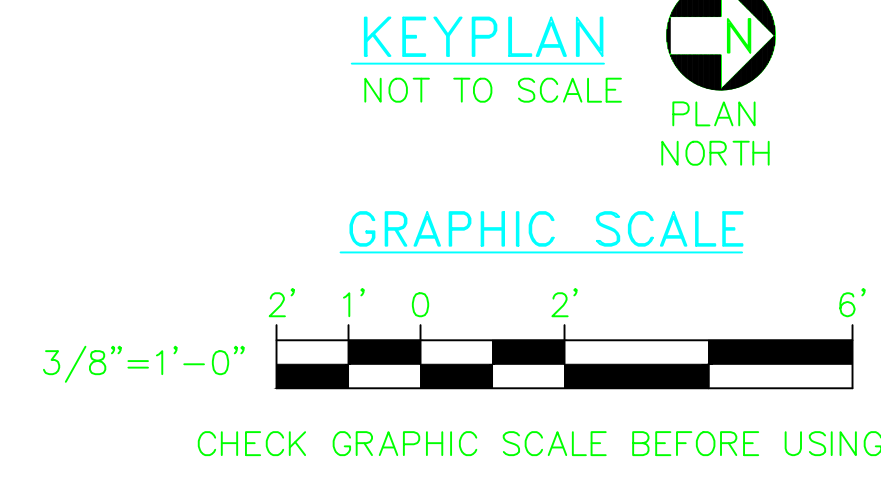 KEYPLAN
NOT TO SCALE
N
PLAN
NORTH
GRAPHIC SCALE
2' 1' 0 2' 6'
3/8"=1'-0"
CHECK GRAPHIC SCALE BEFORE USING